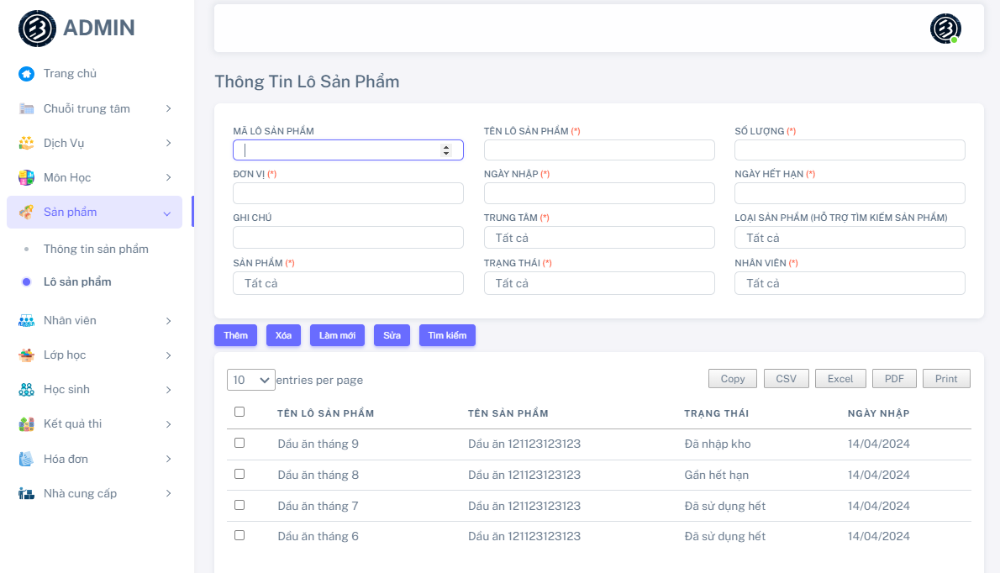 ADMIN
Trang chủ
Chuỗi trung tâm
Dịch Vụ
Môn Học
Sản phẩm
Thông tin sản phẩm
Lô sản phẩm
Nhân viên
Lớp học
Học sinh
Kết quả thi
Hóa đơn
Nhà cung cấp
Thông Tin Lô Sản Phẩm
MÃ LÔ SẢN PHẨM TÊN LÔ SẢN PHẨM (*) SỐ LƯỢNG (*)
ĐƠN VỊ (*) NGÀY NHẬP (*) NGÀY HẾT HẠN (*)
GHI CHÚ TRUNG TÂM (*) LOẠI SẢN PHẨM (HỖ TRỢ TÌM KIẾM SẢN PHẨM)
Tất cả Tất cả
SẢN PHẨM (*) TRẠNG THÁI (*) NHÂN VIÊN (*)
Tất cả Tất cả Tất cả
Thêm Xóa Làm mới Sửa Tìm kiếm
10 entries per page Copy CSV Excel PDF Print
TÊN LÔ SẢN PHẨM TÊN SẢN PHẨM TRẠNG THÁI NGÀY NHẬP
Dầu ăn tháng 9 Dầu ăn 121123123123 Đã nhập kho 14/04/2024
Dầu ăn tháng 8 Dầu ăn 121123123123 Gần hết hạn 14/04/2024
Dầu ăn tháng 7 Dầu ăn 121123123123 Đã sử dụng hết 14/04/2024
Dầu ăn tháng 6 Dầu ăn 121123123123 Đã sử dụng hết 14/04/2024